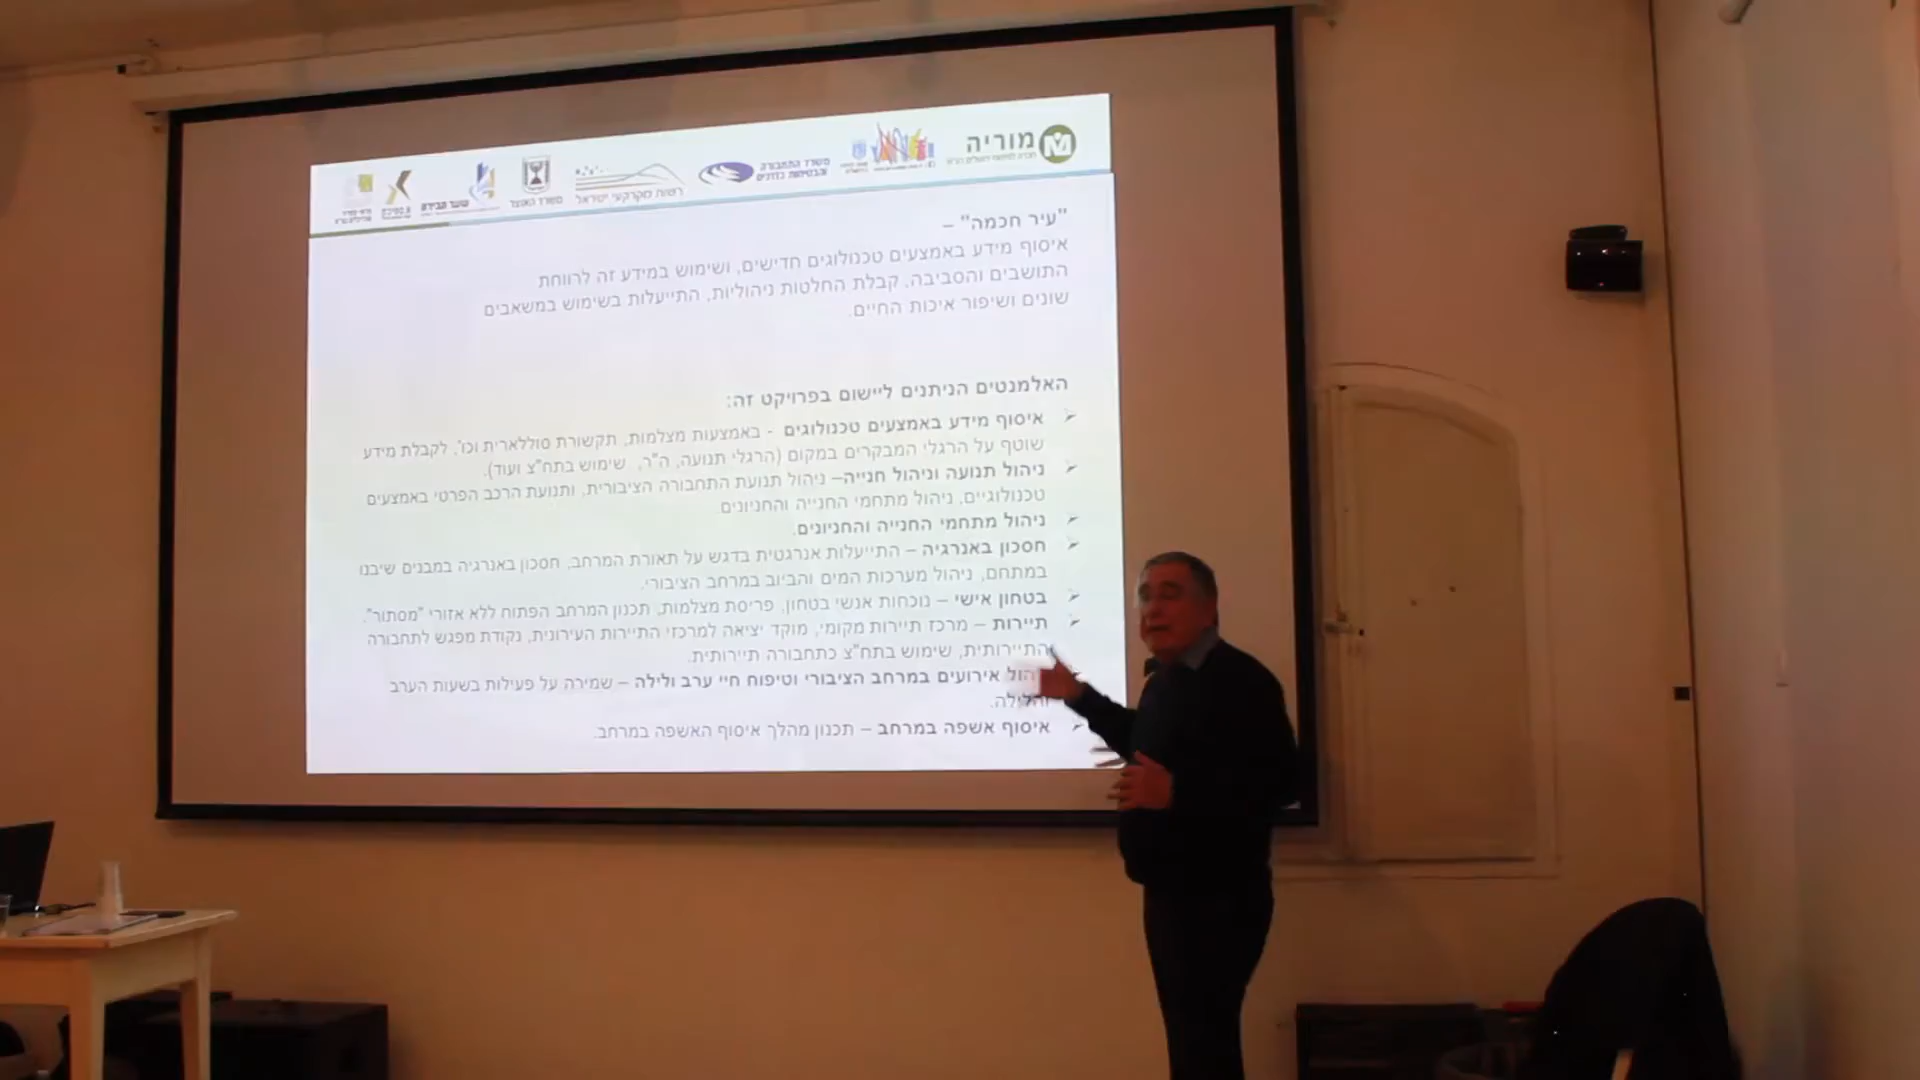 מוריה
משרד התחבורה
והבטיחות בדרכים
רשות מקרקעי ישראל
משרד האוצר
שער הבירה
"עיר חכמה" –
איסוף מידע באמצעים טכנולוגים חדישים, ושימוש במידע זה לרווחת
התושבים והסביבה, קבלת החלטות ניהוליות, התייעלות בשימוש במשאבים
שונים ושיפור איכות החיים.
האלמנטים הניתנים ליישום בפרויקט זה:
איסוף מידע באמצעים טכנולוגים - באמצעות מצלמות, תקשורת סוללארית וכו', לקבלת מידע
שוטף על הרגלי המבקרים במקום (הרגלי תנועה, ה"ר, שימוש בתח"צ ועוד).
ניהול תנועה וניהול חנייה– ניהול תנועת התחבורה הציבורית, ותנועת הרכב הפרטי באמצעים
טכנולוגיים, ניהול מתחמי החנייה והחניונים.
ניהול מתחמי החנייה והחניונים.
חסכון באנרגיה – התייעלות אנרגטית בדגש על תאורת המרחב, חסכון באנרגיה במבנים שיבנו
במתחם, ניהול מערכות המים והביוב במרחב הציבורי.
בטחון אישי – נוכחות אנשי בטחון, פריסת מצלמות, תכנון המרחב הפתוח ללא אזורי "מסתור".
תיירות – מרכז תיירות מקומי, מוקד יציאה למרכזי התיירות העירונית, נקודת מפגש לתחבורה
התיירותית, שימוש בתח"צ כתחבורה תיירותית.
הול אירועים במרחב הציבורי וטיפוח חיי ערב ולילה – שמירה על פעילות בשעות הערב
והלילה.
איסוף אשפה במרחב – תכנון מהלך איסוף האשפה במרחב.